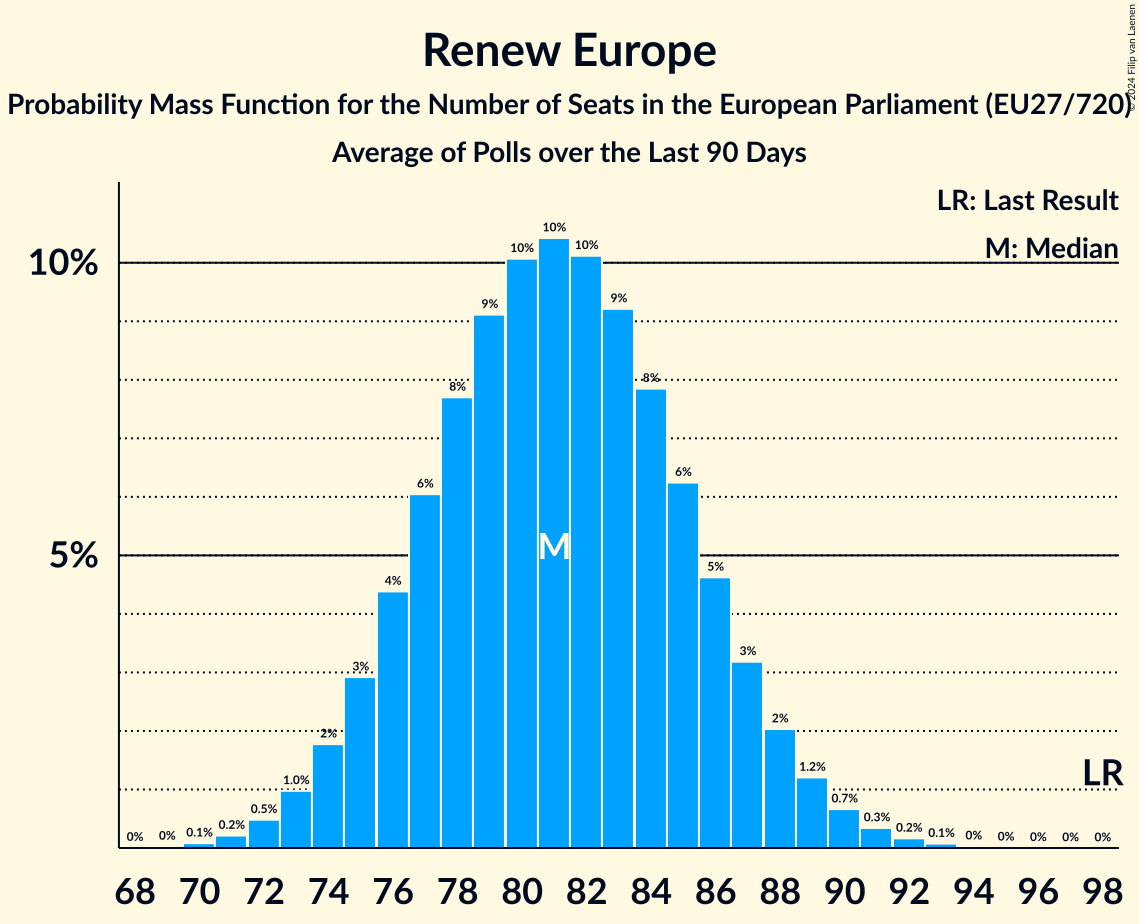 Renew Europe
Probability Mass Function for the Number of Seats in the European Parliament (EU27/720)
Average of Polls over the Last 90 Days
© 2024 Filip van Laenen
LR: Last Result
M: Median
10%
5%
0% 0% 0.1% 0.2% 0.5% 1.0% 2% 3% 4% 6% 8% 9% 10% 10% 10% 9% 8% 6% 5% 3% 2% 1.2% 0.7% 0.3% 0.2% 0.1% 0% 0% 0% 0% 0%
M
LR
68 70 72 74 76 78 80 82 84 86 88 90 92 94 96 98